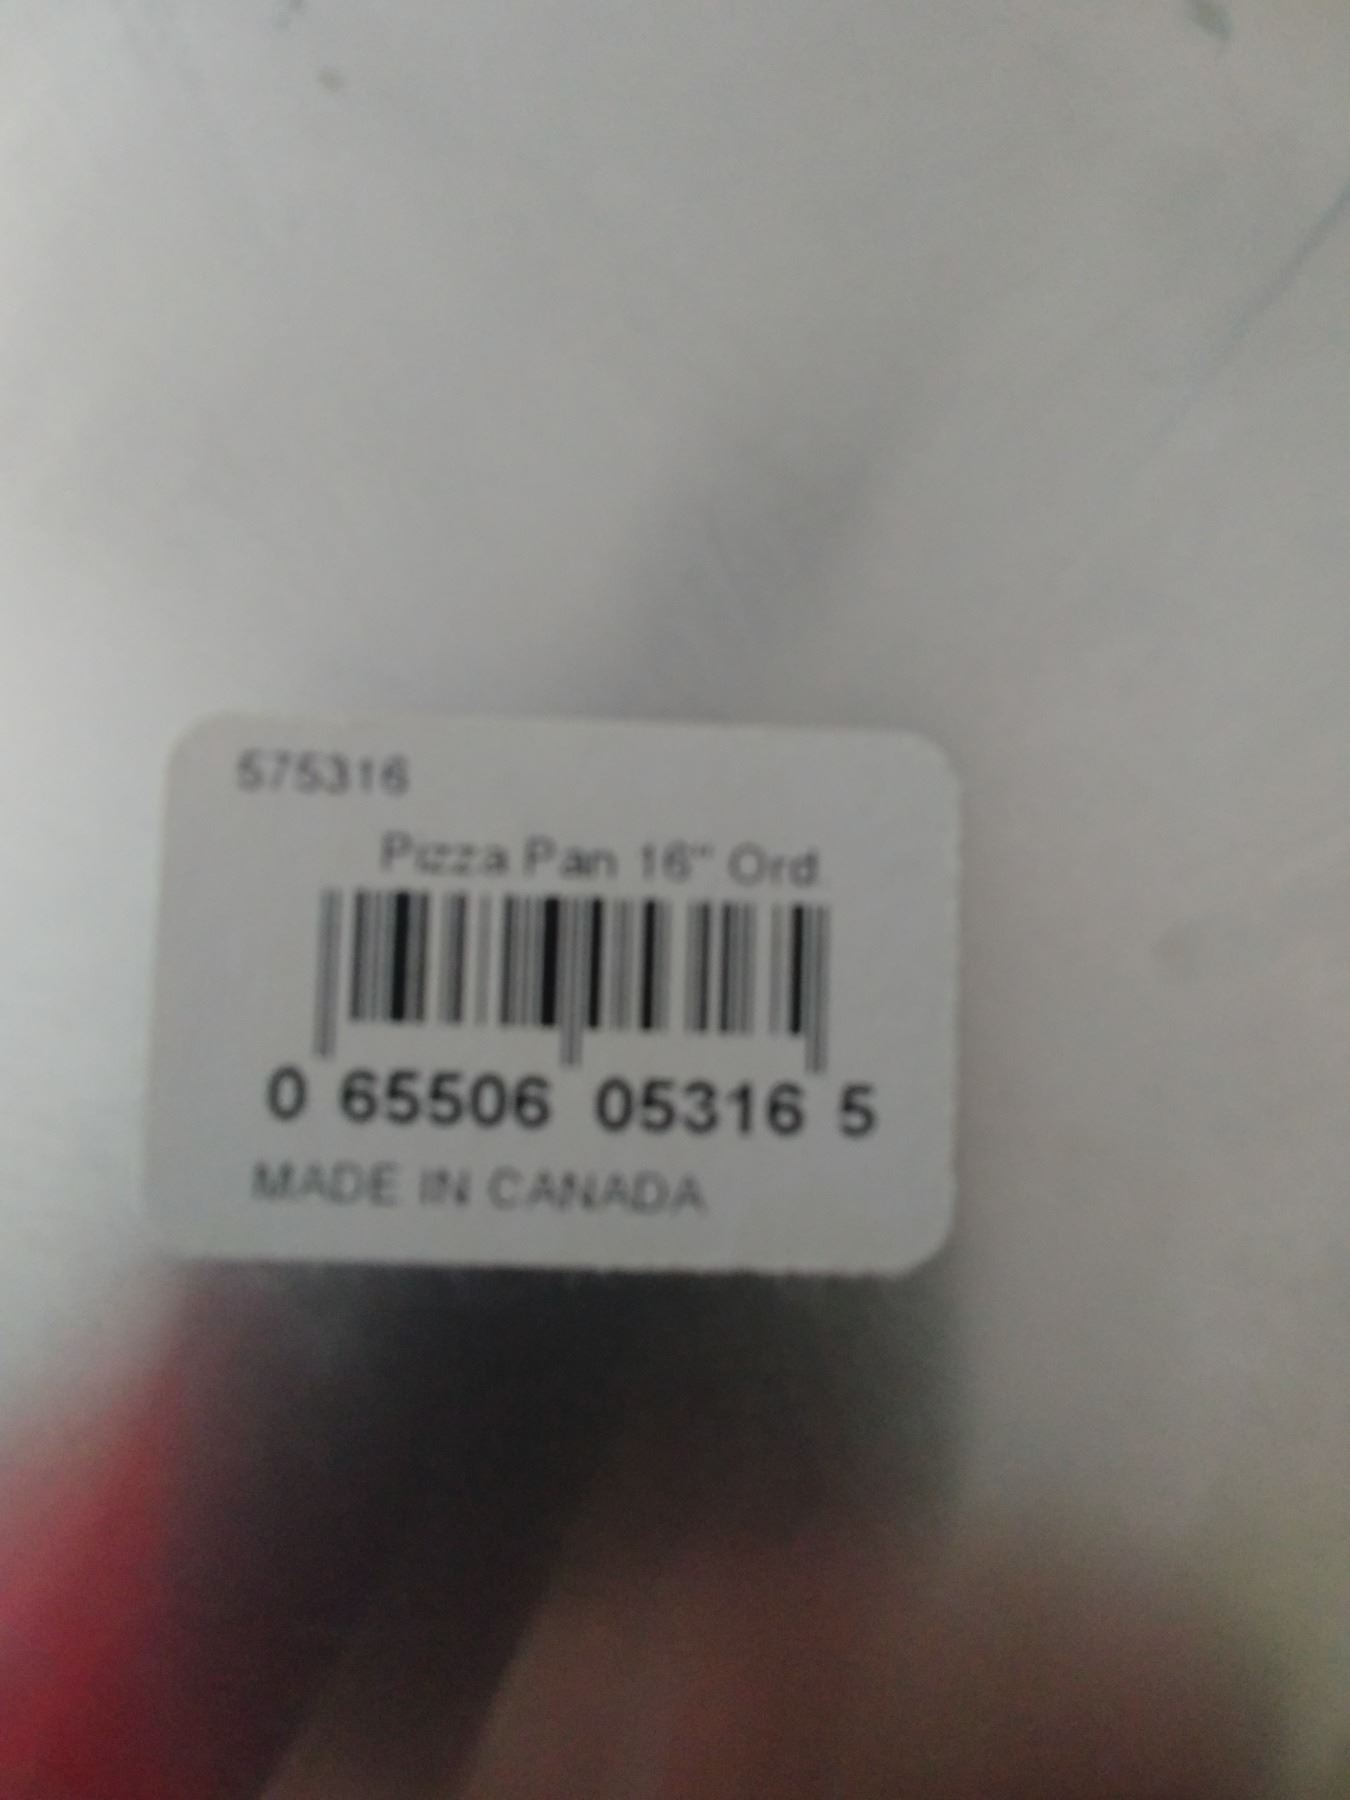 575316
Pizza Pan 16" Ord.
0 65506 05316 5
MADE IN CANADA